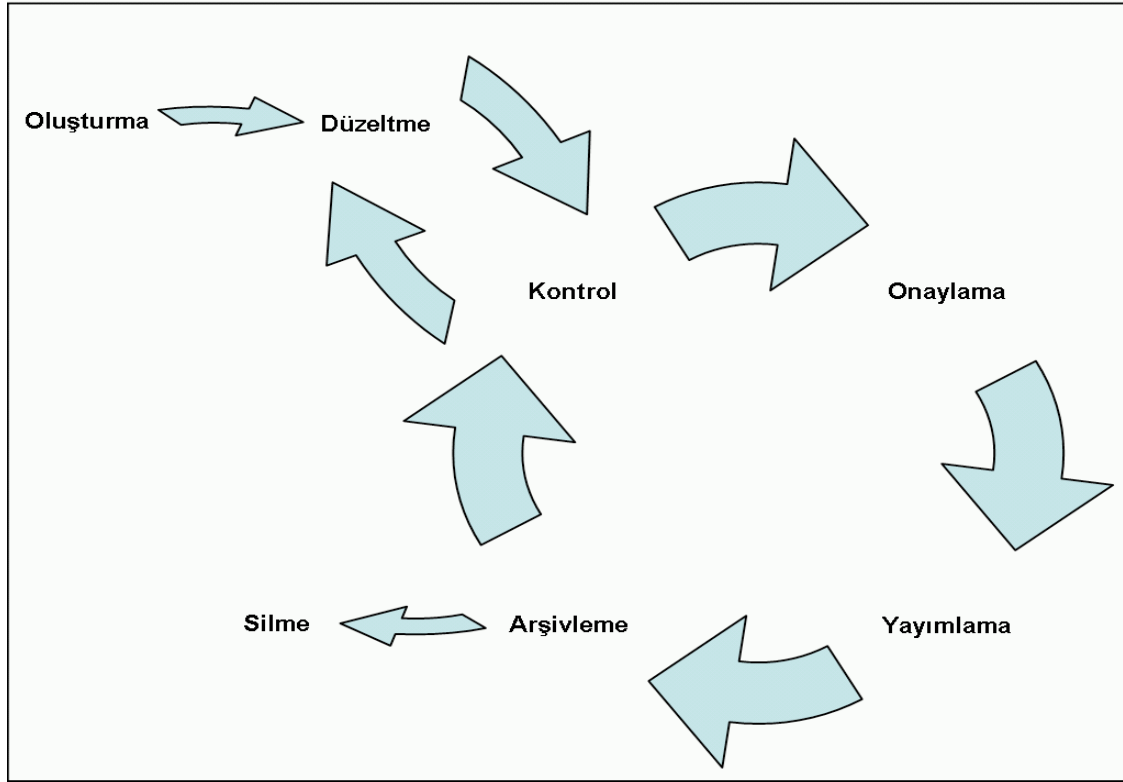 Oluşturma
Düzeltme
Kontrol
Onaylama
Silme
Arşivleme
Yayımlama